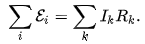 ∑_i ℰ_i = ∑_k I_k R_k.